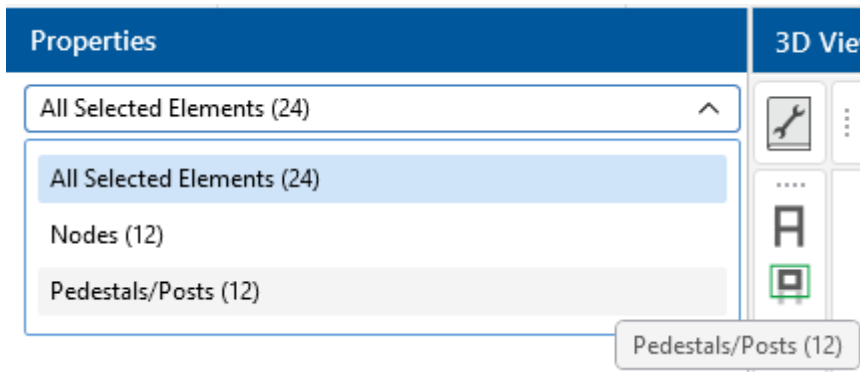 Properties
3D Vie
All Selected Elements (24)
All Selected Elements (24)
Nodes (12)
Pedestals/Posts (12)
Pedestals/Posts (12)